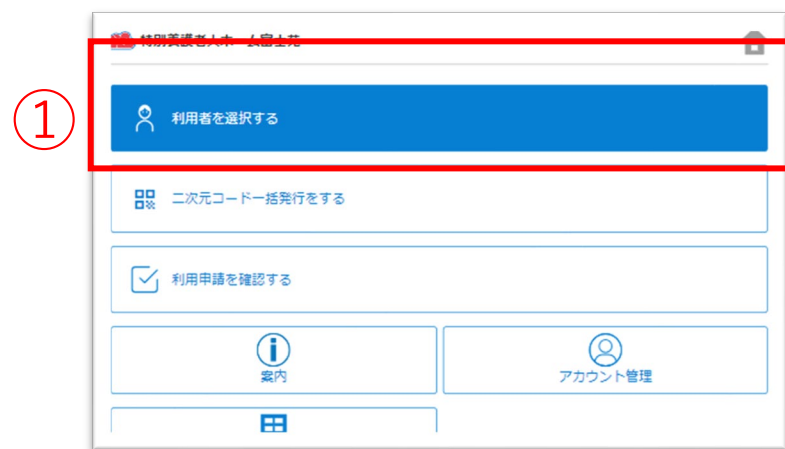 特別養護老人ホーム富士苑
①
利用者を選択する
二次元コード一括発行をする
利用申請を確認する
案内
アカウント管理